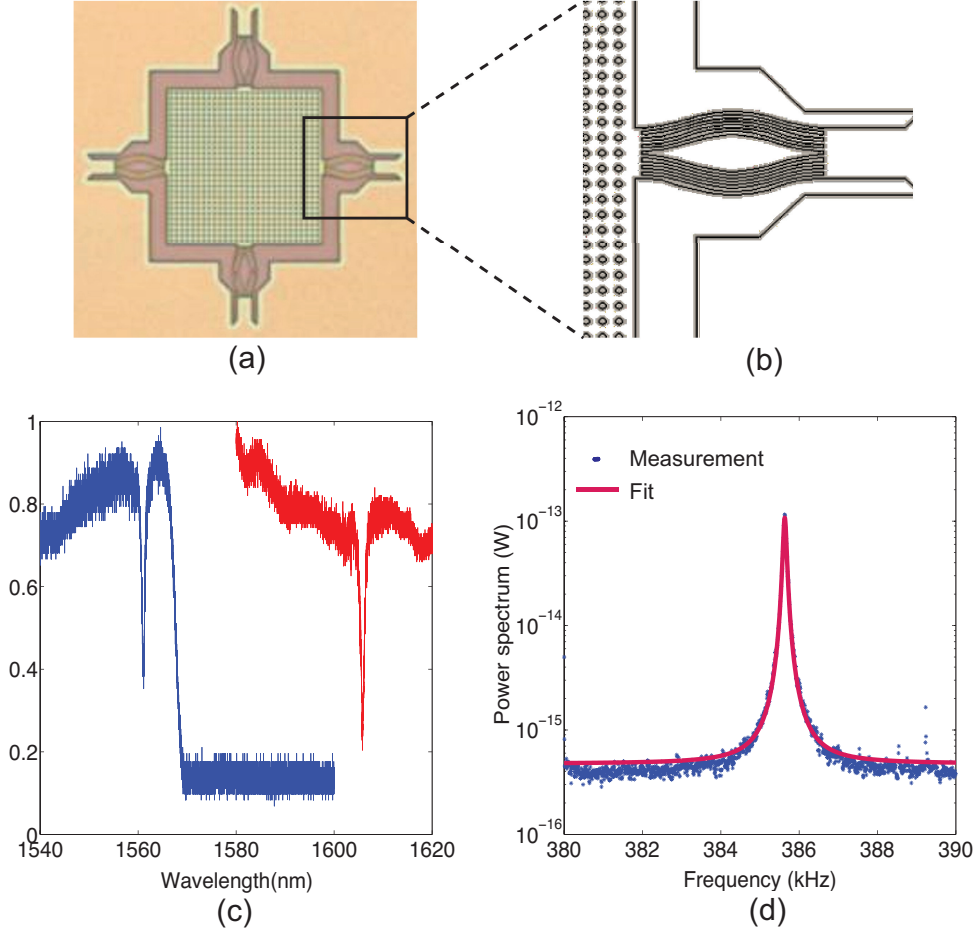 (a)
(b)
1
0.8
0.6
0.4
0.2
0
1540
1560
1580
1600
1620
Wavelength(nm)
(c)
10⁻¹²
10⁻¹³
10⁻¹⁴
10⁻¹⁵
10⁻¹⁶
Power spectrum (W)
Measurement
Fit
380
382
384
386
388
390
Frequency (kHz)
(d)